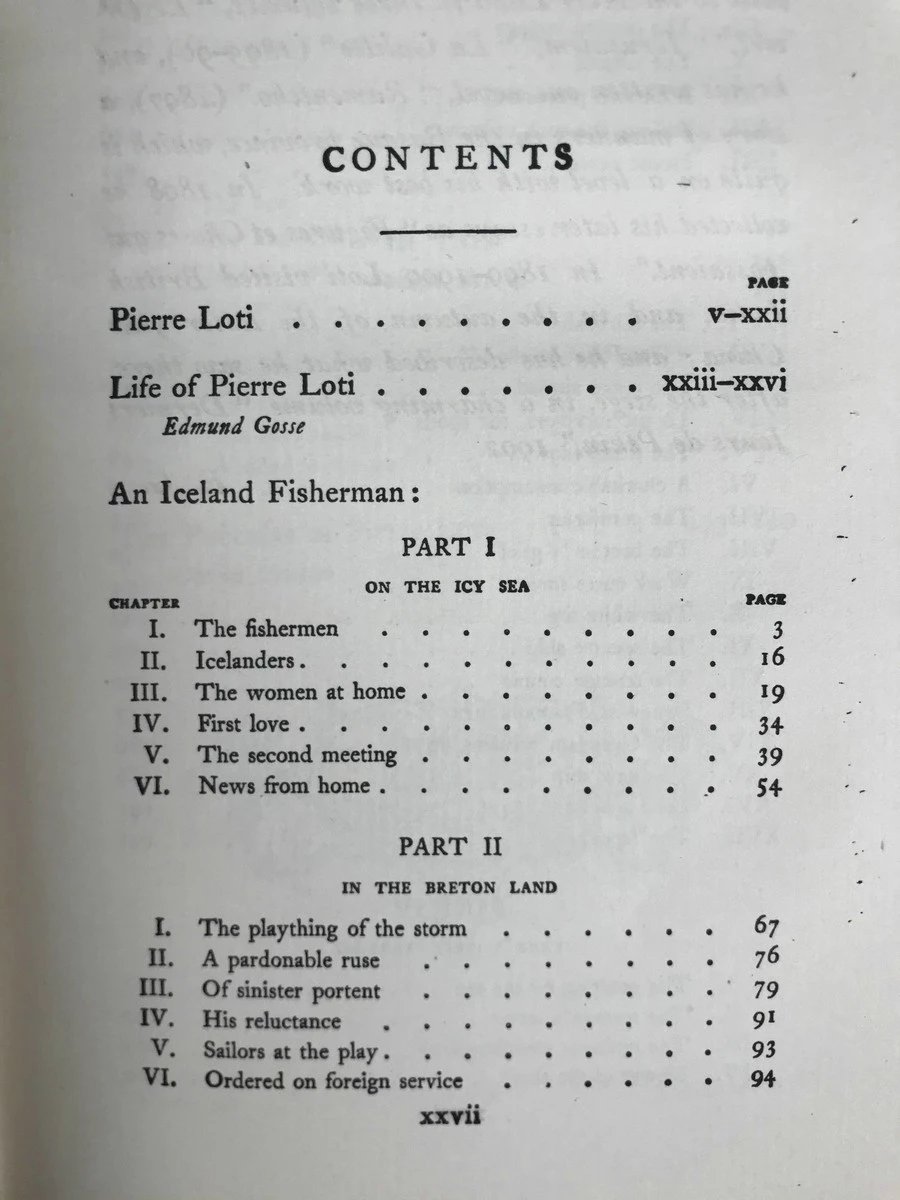 CONTENTS
PAGE
Pierre Loti . . . . . . . . . v–xxii
Life of Pierre Loti . . . . . . . xxiii–xxvi
Edmund Gosse
An Iceland Fisherman:
PART I
ON THE ICY SEA
CHAPTER PAGE
I. The fishermen . . . . . . . . . 3
II. Icelanders . . . . . . . . . . . 16
III. The women at home . . . . . . . . 19
IV. First love . . . . . . . . . . . 34
V. The second meeting . . . . . . . . 39
VI. News from home . . . . . . . . . 54
PART II
IN THE BRETON LAND
I. The plaything of the storm . . . . . . 67
II. A pardonable ruse . . . . . . . . 76
III. Of sinister portent . . . . . . . . 79
IV. His reluctance . . . . . . . . . 91
V. Sailors at the play . . . . . . . . . 93
VI. Ordered on foreign service . . . . . . 94
xxvii